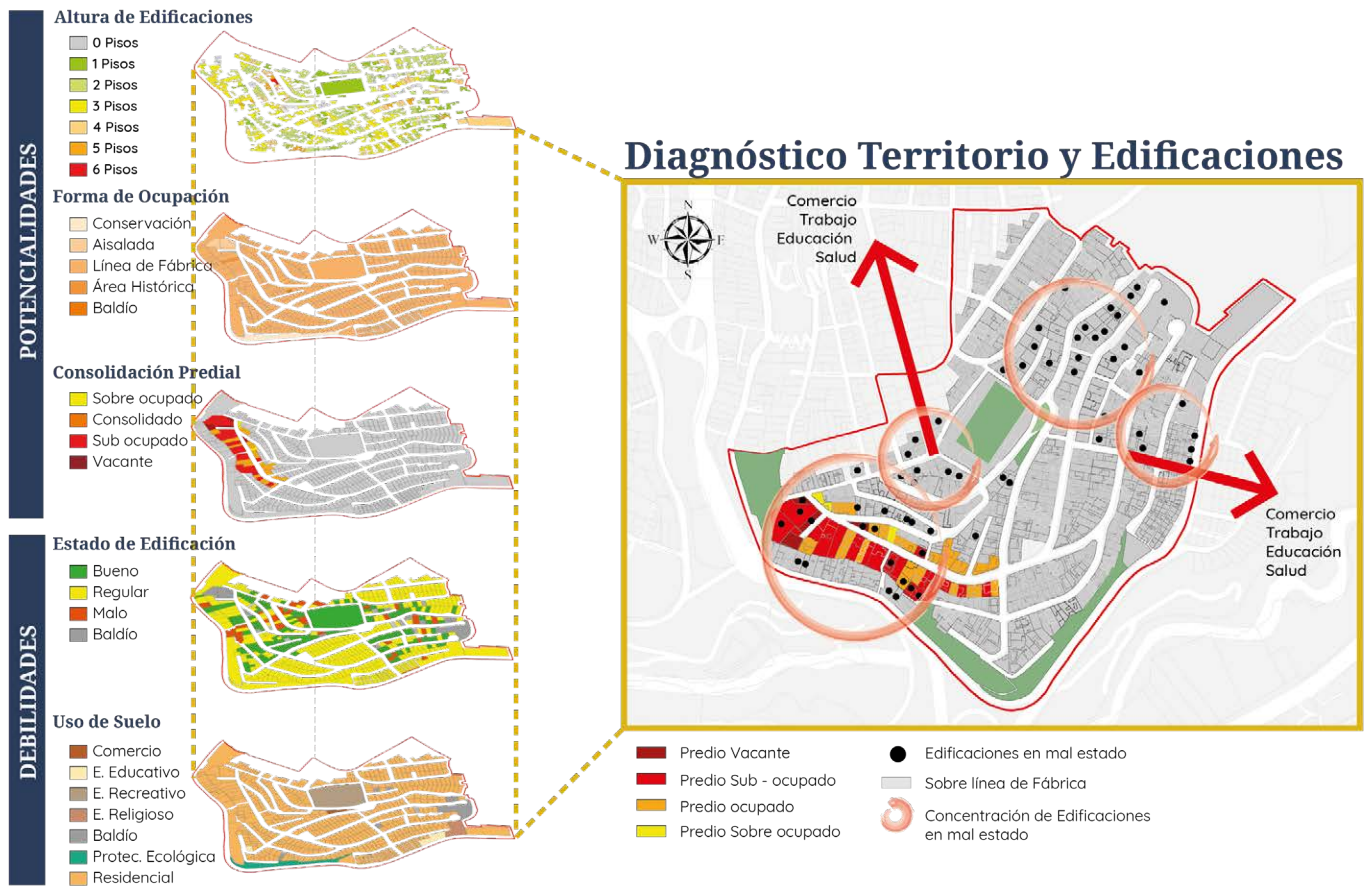 POTENCIALIDADES
Altura de Edificaciones
0 Pisos
1 Pisos
2 Pisos
3 Pisos
4 Pisos
5 Pisos
6 Pisos
Forma de Ocupación
Conservación
Aisalada
Línea de Fábrica
Área Histórica
Baldío
Consolidación Predial
Sobre ocupado
Consolidado
Sub ocupado
Vacante
DEBILIDADES
Estado de Edificación
Bueno
Regular
Malo
Baldío
Uso de Suelo
Comercio
E. Educativo
E. Recreativo
E. Religioso
Baldío
Protec. Ecológica
Residencial
Diagnóstico Territorio y Edificaciones
N
W
E
S
Comercio
Trabajo
Educación
Salud
Comercio
Trabajo
Educación
Salud
Predio Vacante
Predio Sub - ocupado
Predio ocupado
Predio Sobre ocupado
Edificaciones en mal estado
Sobre línea de Fábrica
Concentración de Edificaciones
en mal estado